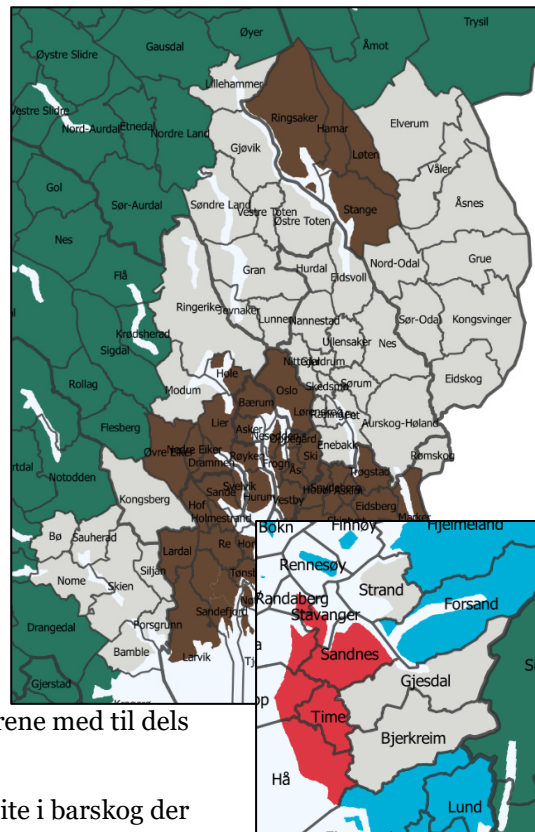 Øyer
Trysil
Åmot
Gausdal
Øystre Slidre
Lillehammer
Vestre Slidre
Nord-Aurdal
Etnedal
Nordre Land
Ringsaker
Hamar
Elverum
Gjøvik
Løten
Våler
Gol
Sør-Aurdal
Søndre Land
Vestre Toten
Østre Toten
Stange
Åsnes
Nes
Gran
Hurdal
Eidsvoll
Nord-Odal
Grue
Flå
Ringerike
Jevnaker
Lunner
Nannestad
Sør-Odal
Kongsvinger
Krødsherad
Sigdal
Ullensaker
Nes
Hole
Oslo
Skedsmo
Sørum
Eidskog
Rollag
Modum
Bærum
Lier
Asker
Aurskog-Høland
Flesberg
Enebakk
Rømskog
Øvre Eiker
Nedre Eiker
Drammen
Røyken
Frogn
Ås
Ski
Trøgstad
Notodden
Kongsberg
Svelvik
Sande
Hurum
Vestby
Hof
Holmestrand
Eidsberg
Marker
Bø
Sauherad
Lardal
Re
Nome
Siljan
Skien
Sandefjord
Porsgrunn
Drangedal
Bamble
Larvik
Gjerstad
Bokn
Finnøy
Hjelmeland
Rennesøy
Strand
Randaberg
Forsand
Stavanger
Sandnes
Gjesdal
Time
Bjerkreim
Hå
Lund
rene med til dels
ite i barskog der